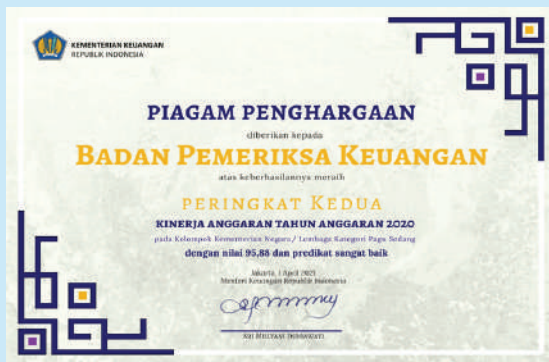 KEMENTERIAN KEUANGAN
REPUBLIK INDONESIA
PIAGAM PENGHARGAAN
diberikan kepada
BADAN PEMERIKSA KEUANGAN
atas keberhasilannya meraih
PERINGKAT KEDUA
KINERJA ANGGARAN TAHUN ANGGARAN 2020
pada Kelompok Kementerian Negara/ Lembaga Kategori Pagu Sedang
dengan nilai 95,88 dan predikat sangat baik
Jakarta, 1 April 2021
Menteri Keuangan Republik Indonesia
SRI MULYANI INDRAWATI